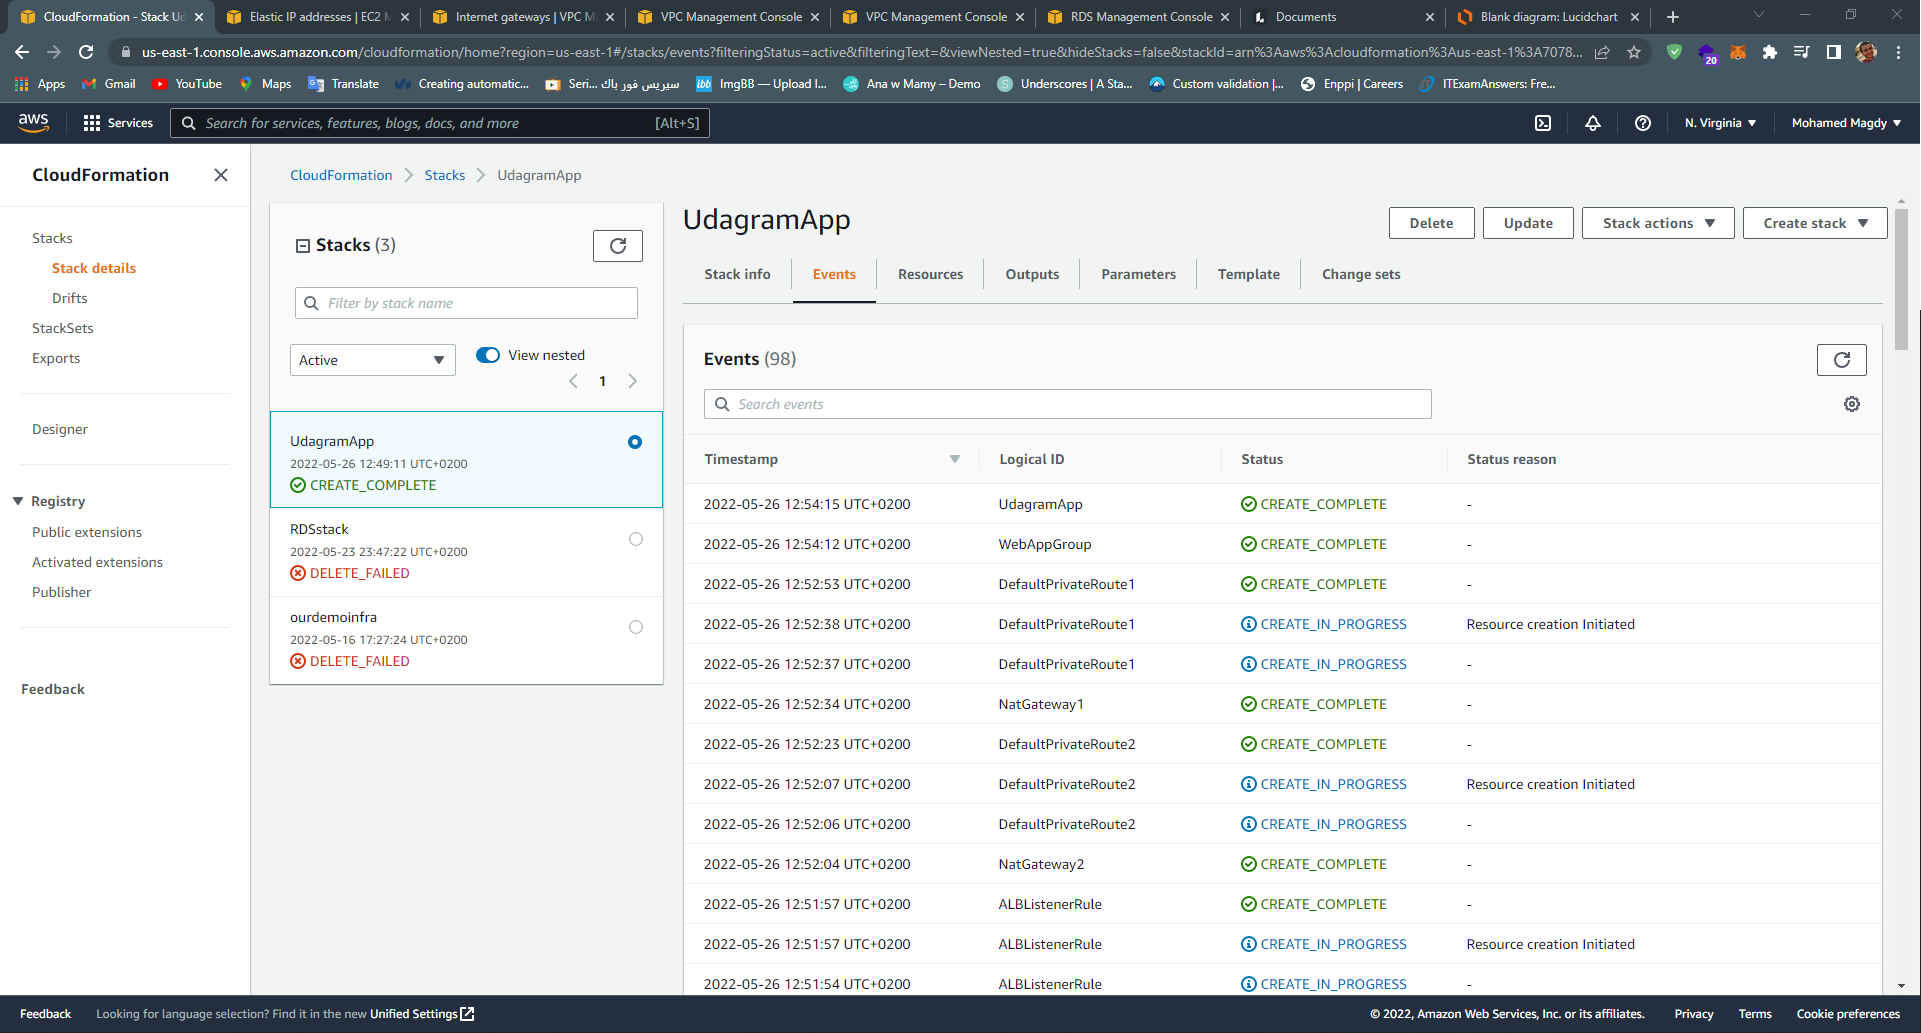 CloudFormation - Stack Ud
Elastic IP addresses | EC2 M
Internet gateways | VPC M
VPC Management Console
VPC Management Console
RDS Management Console
Documents
Blank diagram: Lucidchart
us-east-1.console.aws.amazon.com/cloudformation/home?region=us-east-1#/stacks/events?filteringStatus=active&filteringText=&viewNested=true&hideStacks=false&stackId=arn%3Aaws%3Acloudformation%3Aus-east-1%3A7078...
20
Apps
Gmail
YouTube
Maps
Translate
Creating automatic...
Seri... سيريس فور باك
ibb
ImgBB — Upload I...
Ana w Mamy – Demo
Underscores | A Sta...
Custom validation |...
Enppi | Careers
ITExamAnswers: Fre...
aws
Services
Search for services, features, blogs, docs, and more
[Alt+S]
N. Virginia
Mohamed Magdy
CloudFormation
Stacks
Stack details
Drifts
StackSets
Exports
Designer
Registry
Public extensions
Activated extensions
Publisher
Feedback
CloudFormation
Stacks
UdagramApp
Stacks (3)
Filter by stack name
Active
View nested
1
UdagramApp
2022-05-26 12:49:11 UTC+0200
CREATE_COMPLETE
RDSstack
2022-05-23 23:47:22 UTC+0200
DELETE_FAILED
ourdemoinfra
2022-05-16 17:27:24 UTC+0200
DELETE_FAILED
UdagramApp
Delete
Update
Stack actions
Create stack
Stack info
Events
Resources
Outputs
Parameters
Template
Change sets
Events (98)
Search events
Timestamp Logical ID Status Status reason
2022-05-26 12:54:15 UTC+0200 UdagramApp CREATE_COMPLETE -
2022-05-26 12:54:12 UTC+0200 WebAppGroup CREATE_COMPLETE -
2022-05-26 12:52:53 UTC+0200 DefaultPrivateRoute1 CREATE_COMPLETE -
2022-05-26 12:52:38 UTC+0200 DefaultPrivateRoute1 CREATE_IN_PROGRESS Resource creation Initiated
2022-05-26 12:52:37 UTC+0200 DefaultPrivateRoute1 CREATE_IN_PROGRESS -
2022-05-26 12:52:34 UTC+0200 NatGateway1 CREATE_COMPLETE -
2022-05-26 12:52:23 UTC+0200 DefaultPrivateRoute2 CREATE_COMPLETE -
2022-05-26 12:52:07 UTC+0200 DefaultPrivateRoute2 CREATE_IN_PROGRESS Resource creation Initiated
2022-05-26 12:52:06 UTC+0200 DefaultPrivateRoute2 CREATE_IN_PROGRESS -
2022-05-26 12:52:04 UTC+0200 NatGateway2 CREATE_COMPLETE -
2022-05-26 12:51:57 UTC+0200 ALBListenerRule CREATE_COMPLETE -
2022-05-26 12:51:57 UTC+0200 ALBListenerRule CREATE_IN_PROGRESS Resource creation Initiated
2022-05-26 12:51:54 UTC+0200 ALBListenerRule CREATE_IN_PROGRESS -
Feedback
Looking for language selection? Find it in the new Unified Settings
© 2022, Amazon Web Services, Inc. or its affiliates.
Privacy
Terms
Cookie preferences